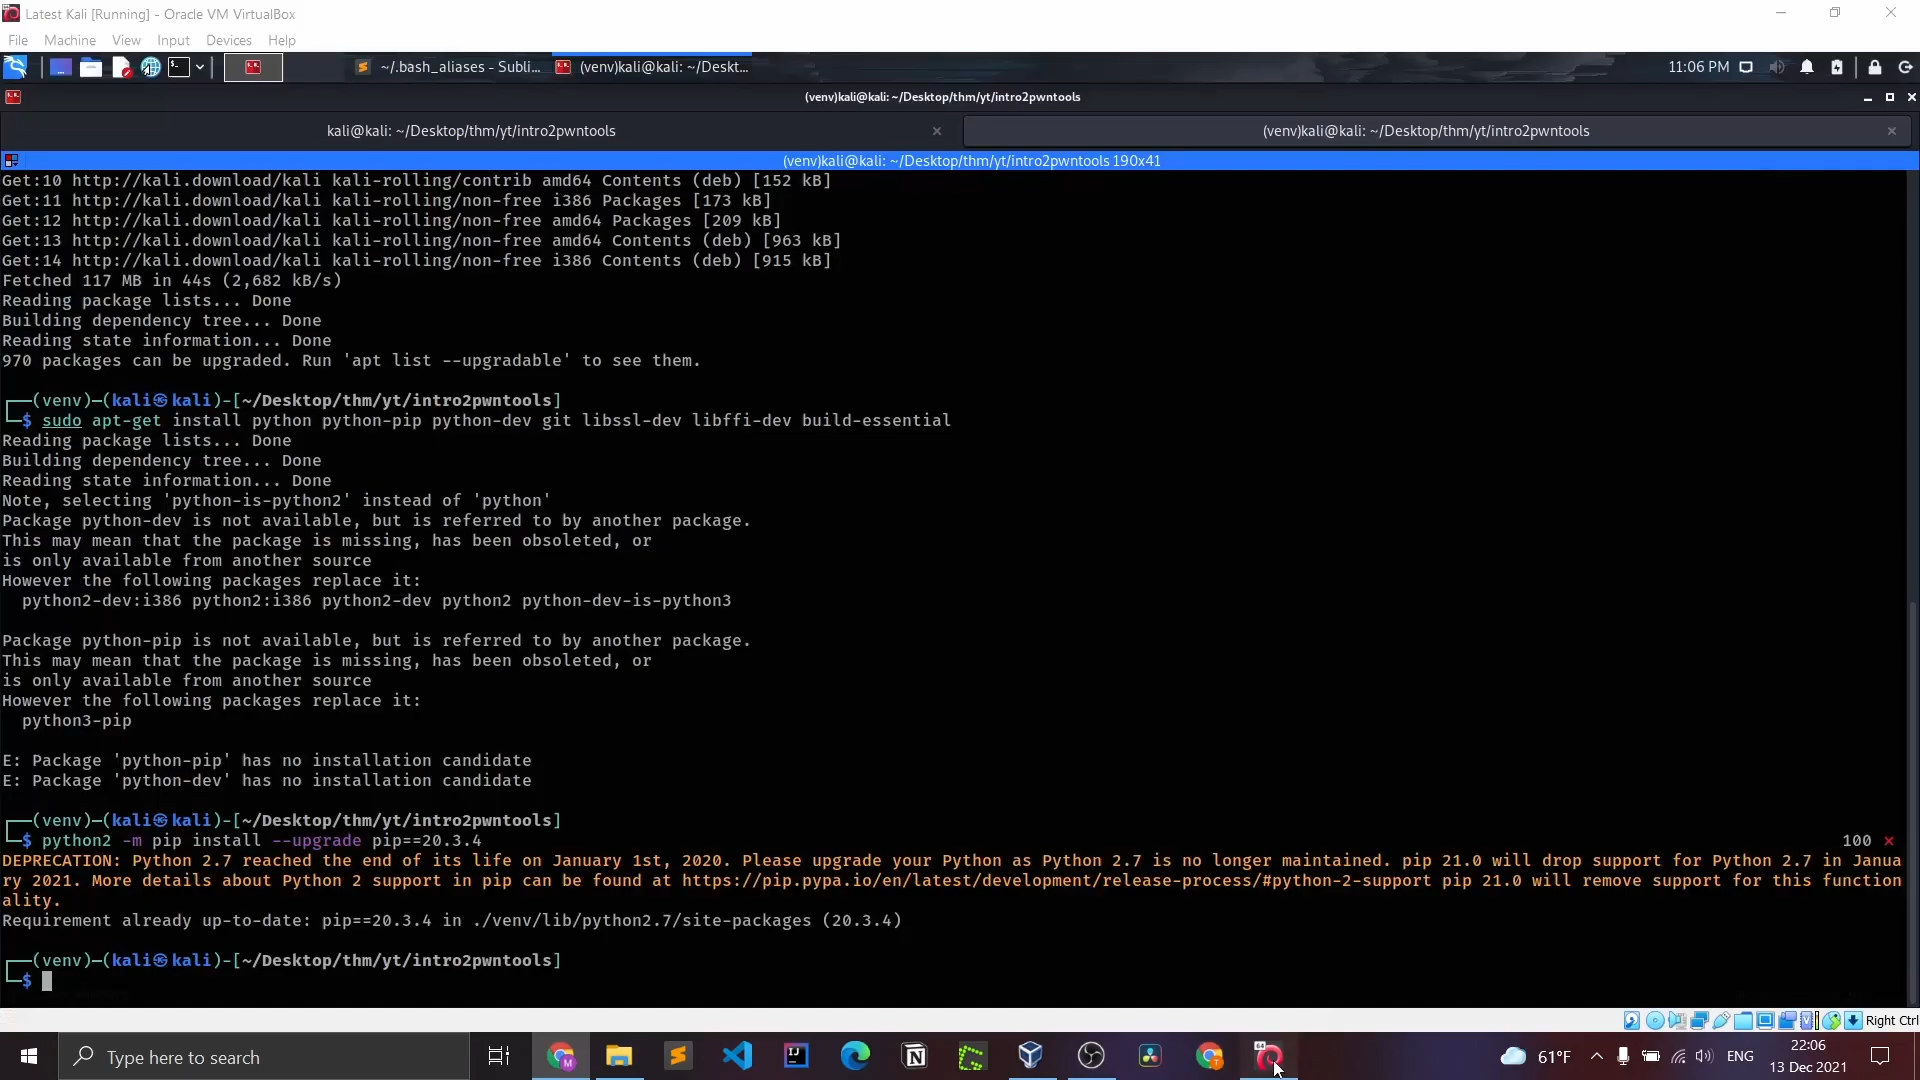 Latest Kali [Running] - Oracle VM VirtualBox
File Machine View Input Devices Help
~/.bash_aliases - Subli... (venv)kali@kali: ~/Deskt... 11:06 PM
(venv)kali@kali: ~/Desktop/thm/yt/intro2pwntools
kali@kali: ~/Desktop/thm/yt/intro2pwntools × (venv)kali@kali: ~/Desktop/thm/yt/intro2pwntools ×
(venv)kali@kali: ~/Desktop/thm/yt/intro2pwntools 190x41
Get:10 http://kali.download/kali kali-rolling/contrib amd64 Contents (deb) [152 kB]
Get:11 http://kali.download/kali kali-rolling/non-free i386 Packages [173 kB]
Get:12 http://kali.download/kali kali-rolling/non-free amd64 Packages [209 kB]
Get:13 http://kali.download/kali kali-rolling/non-free amd64 Contents (deb) [963 kB]
Get:14 http://kali.download/kali kali-rolling/non-free i386 Contents (deb) [915 kB]
Fetched 117 MB in 44s (2,682 kB/s)
Reading package lists... Done
Building dependency tree... Done
Reading state information... Done
970 packages can be upgraded. Run 'apt list --upgradable' to see them.
┌──(venv)─(kali㉿kali)-[~/Desktop/thm/yt/intro2pwntools]
└─$ sudo apt-get install python python-pip python-dev git libssl-dev libffi-dev build-essential
Reading package lists... Done
Building dependency tree... Done
Reading state information... Done
Note, selecting 'python-is-python2' instead of 'python'
Package python-dev is not available, but is referred to by another package.
This may mean that the package is missing, has been obsoleted, or
is only available from another source
However the following packages replace it:
python2-dev:i386 python2:i386 python2-dev python2 python-dev-is-python3
Package python-pip is not available, but is referred to by another package.
This may mean that the package is missing, has been obsoleted, or
is only available from another source
However the following packages replace it:
python3-pip
E: Package 'python-pip' has no installation candidate
E: Package 'python-dev' has no installation candidate
┌──(venv)─(kali㉿kali)-[~/Desktop/thm/yt/intro2pwntools]
└─$ python2 -m pip install --upgrade pip==20.3.4 100 ×
DEPRECATION: Python 2.7 reached the end of its life on January 1st, 2020. Please upgrade your Python as Python 2.7 is no longer maintained. pip 21.0 will drop support for Python 2.7 in Janua
ry 2021. More details about Python 2 support in pip can be found at https://pip.pypa.io/en/latest/development/release-process/#python-2-support pip 21.0 will remove support for this function
ality.
Requirement already up-to-date: pip==20.3.4 in ./venv/lib/python2.7/site-packages (20.3.4)
┌──(venv)─(kali㉿kali)-[~/Desktop/thm/yt/intro2pwntools]
└─$
Right Ctrl
Type here to search 61°F ENG 22:06
13 Dec 2021